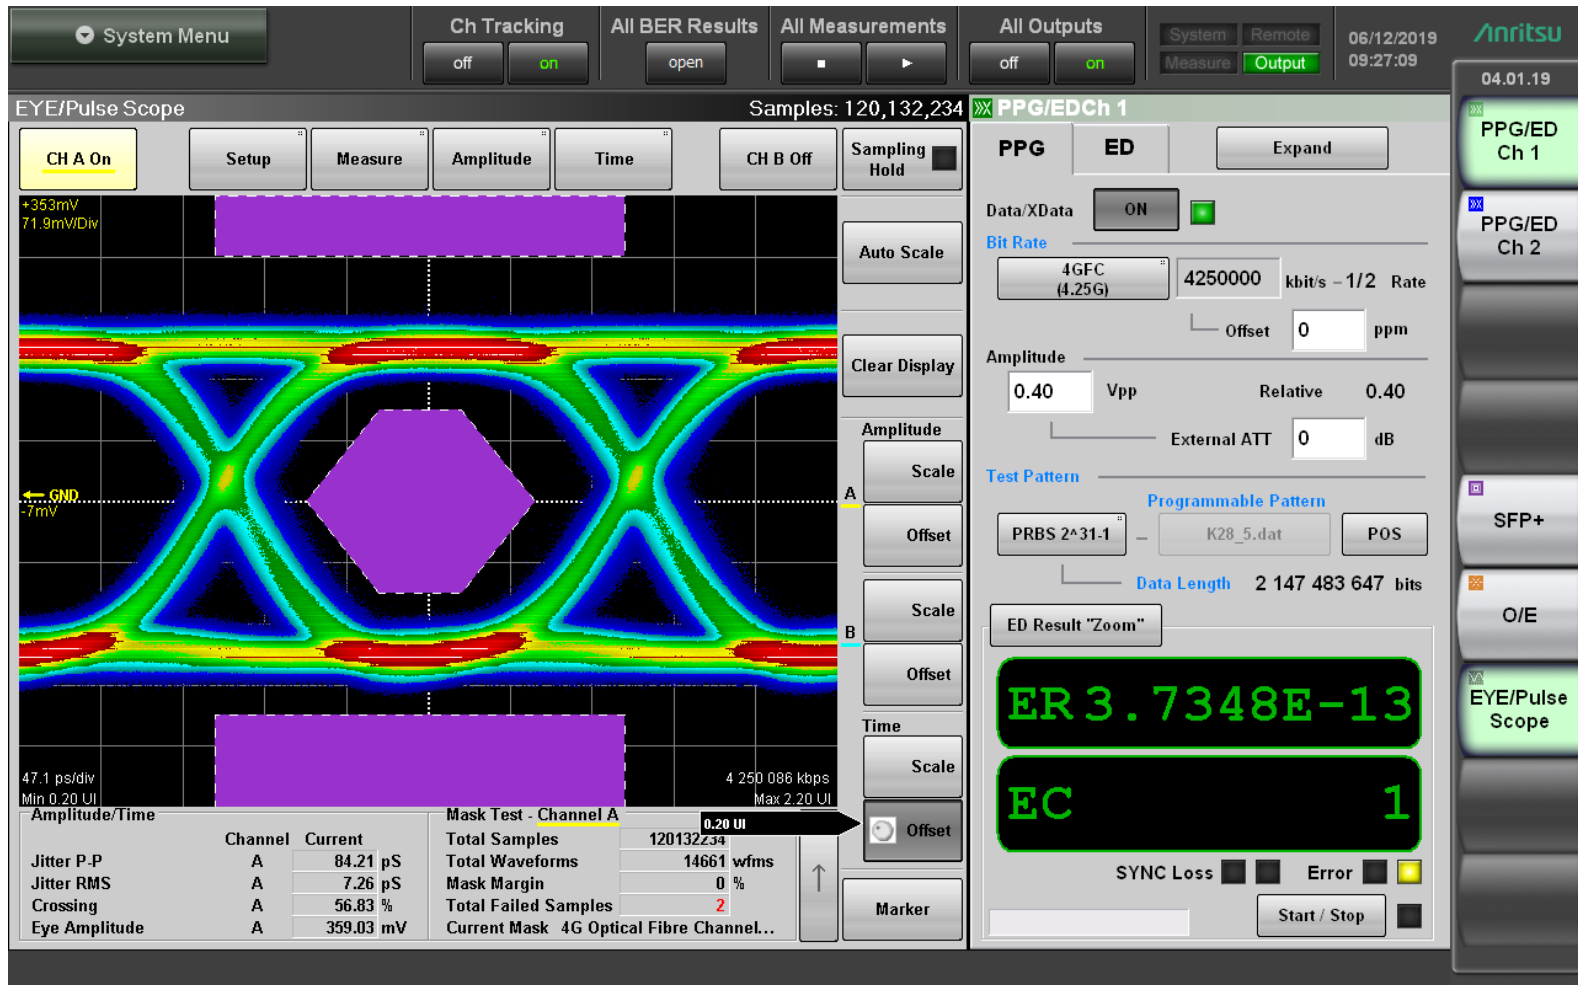 System Menu
Ch Tracking
off on
All BER Results
open
All Measurements
All Outputs
off on
System Remote
Measure Output
06/12/2019
09:27:09
Anritsu
04.01.19
EYE/Pulse Scope
Samples: 120,132,234
CH A On
Setup
Measure
Amplitude
Time
CH B Off
Sampling
Hold
+353mV
71.9mV/Div
GND
-7mV
47.1 ps/div
Min 0.20 UI
4 250 086 kbps
Max 2.20 UI
Auto Scale
Clear Display
Amplitude
Scale
A
Offset
Scale
B
Offset
Time
Scale
0.20 UI
Offset
Marker
Amplitude/Time
Channel Current
Jitter P-P A 84.21 pS
Jitter RMS A 7.26 pS
Crossing A 56.83 %
Eye Amplitude A 359.03 mV
Mask Test - Channel A
Total Samples 120132234
Total Waveforms 14661 wfms
Mask Margin 0 %
Total Failed Samples 2
Current Mask 4G Optical Fibre Channel...
PPG/EDCh 1
PPG ED Expand
Data/XData ON
Bit Rate
4GFC
(4.25G)
4250000 kbit/s – 1/2 Rate
Offset 0 ppm
Amplitude
0.40 Vpp Relative 0.40
External ATT 0 dB
Test Pattern
Programmable Pattern
PRBS 2^31-1 – K28_5.dat POS
Data Length 2 147 483 647 bits
ED Result "Zoom"
ER 3.7348E-13
EC 1
SYNC Loss Error
Start / Stop
PPG/ED
Ch 1
PPG/ED
Ch 2
SFP+
O/E
EYE/Pulse
Scope